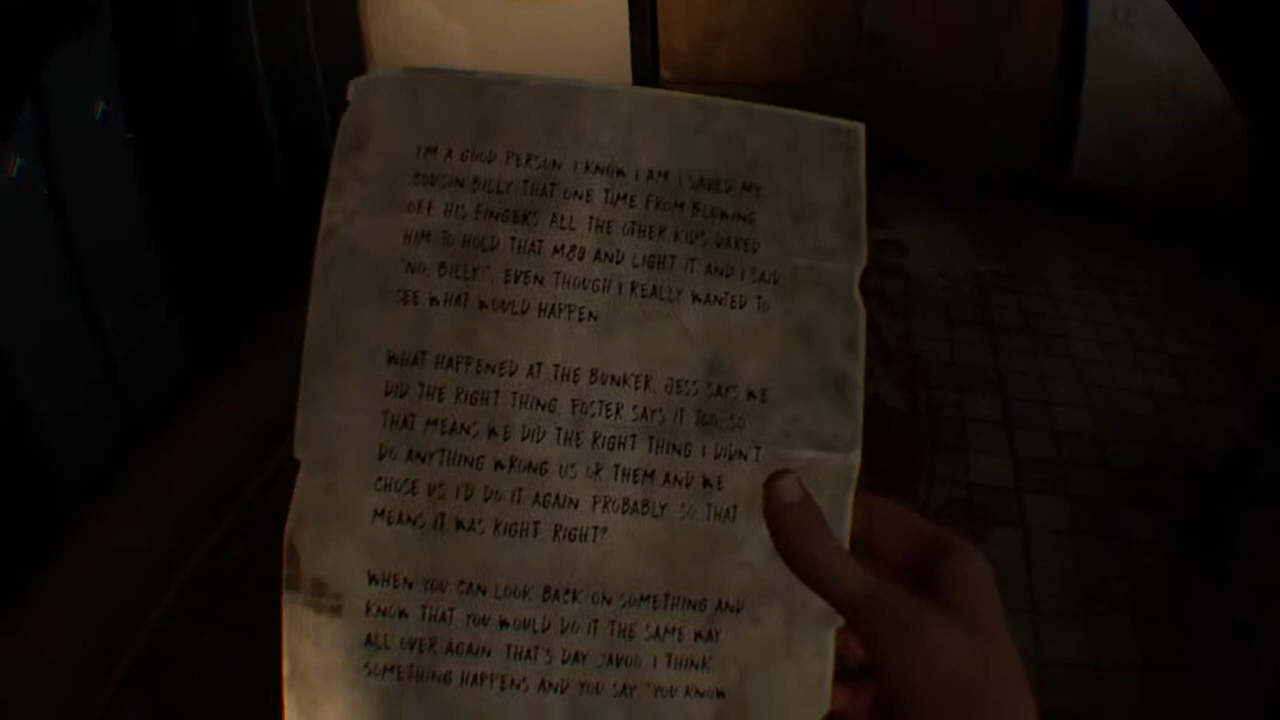 I'M A GOOD PERSON. I KNOW I AM. I SAVED MY
COUSIN BILLY THAT ONE TIME FROM BLOWING
OFF HIS FINGERS. ALL THE OTHER KIDS DARED
HIM TO HOLD THAT M80 AND LIGHT IT AND I SAID
"NO, BILLY!", EVEN THOUGH I REALLY WANTED TO
SEE WHAT WOULD HAPPEN.
WHAT HAPPENED AT THE BUNKER. JESS SAYS WE
DID THE RIGHT THING. FOSTER SAYS IT TOO. SO
THAT MEANS WE DID THE RIGHT THING. I DIDN'T
DO ANYTHING WRONG. US OR THEM AND WE
CHOSE US. I'D DO IT AGAIN. PROBABLY. SO THAT
MEANS IT WAS RIGHT. RIGHT?
WHEN YOU CAN LOOK BACK ON SOMETHING AND
KNOW THAT YOU WOULD DO IT THE SAME WAY
ALL OVER AGAIN. THAT'S DAY JAVOO. I THINK.
SOMETHING HAPPENS AND YOU SAY "YOU KNOW